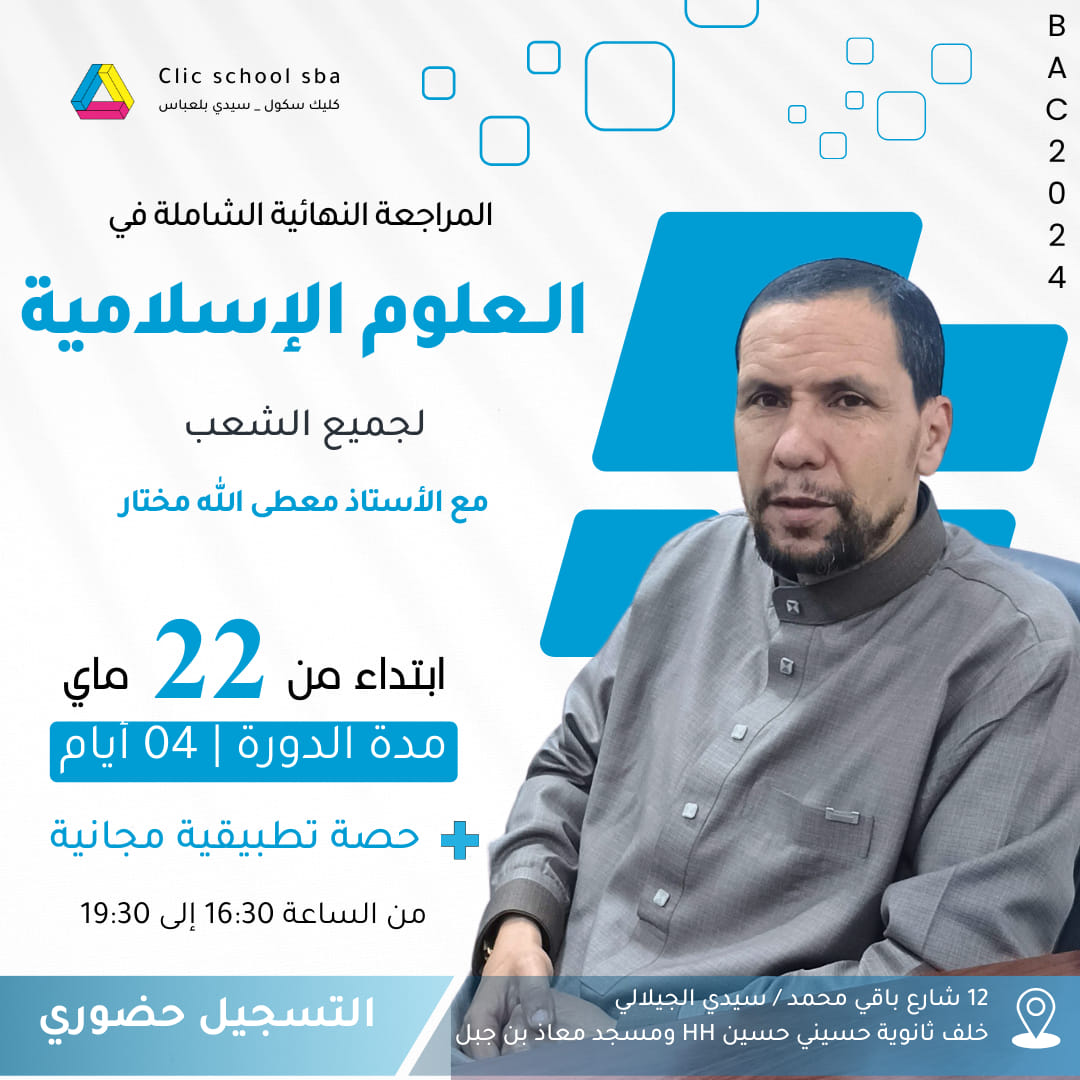 Clic school sba
كليك سكول _ سيدي بلعباس
BAC2024
المراجعة النهائية الشاملة في
العلوم الإسلامية
لجميع الشعب
مع الأستاذ معطى الله مختار
ابتداء من 22 ماي
مدة الدورة | 04 أيام
+ حصة تطبيقية مجانية
من الساعة 16:30 إلى 19:30
12 شارع باقي محمد / سيدي الجيلالي
خلف ثانوية حسيني حسين HH ومسجد معاذ بن جبل
التسجيل حضوري